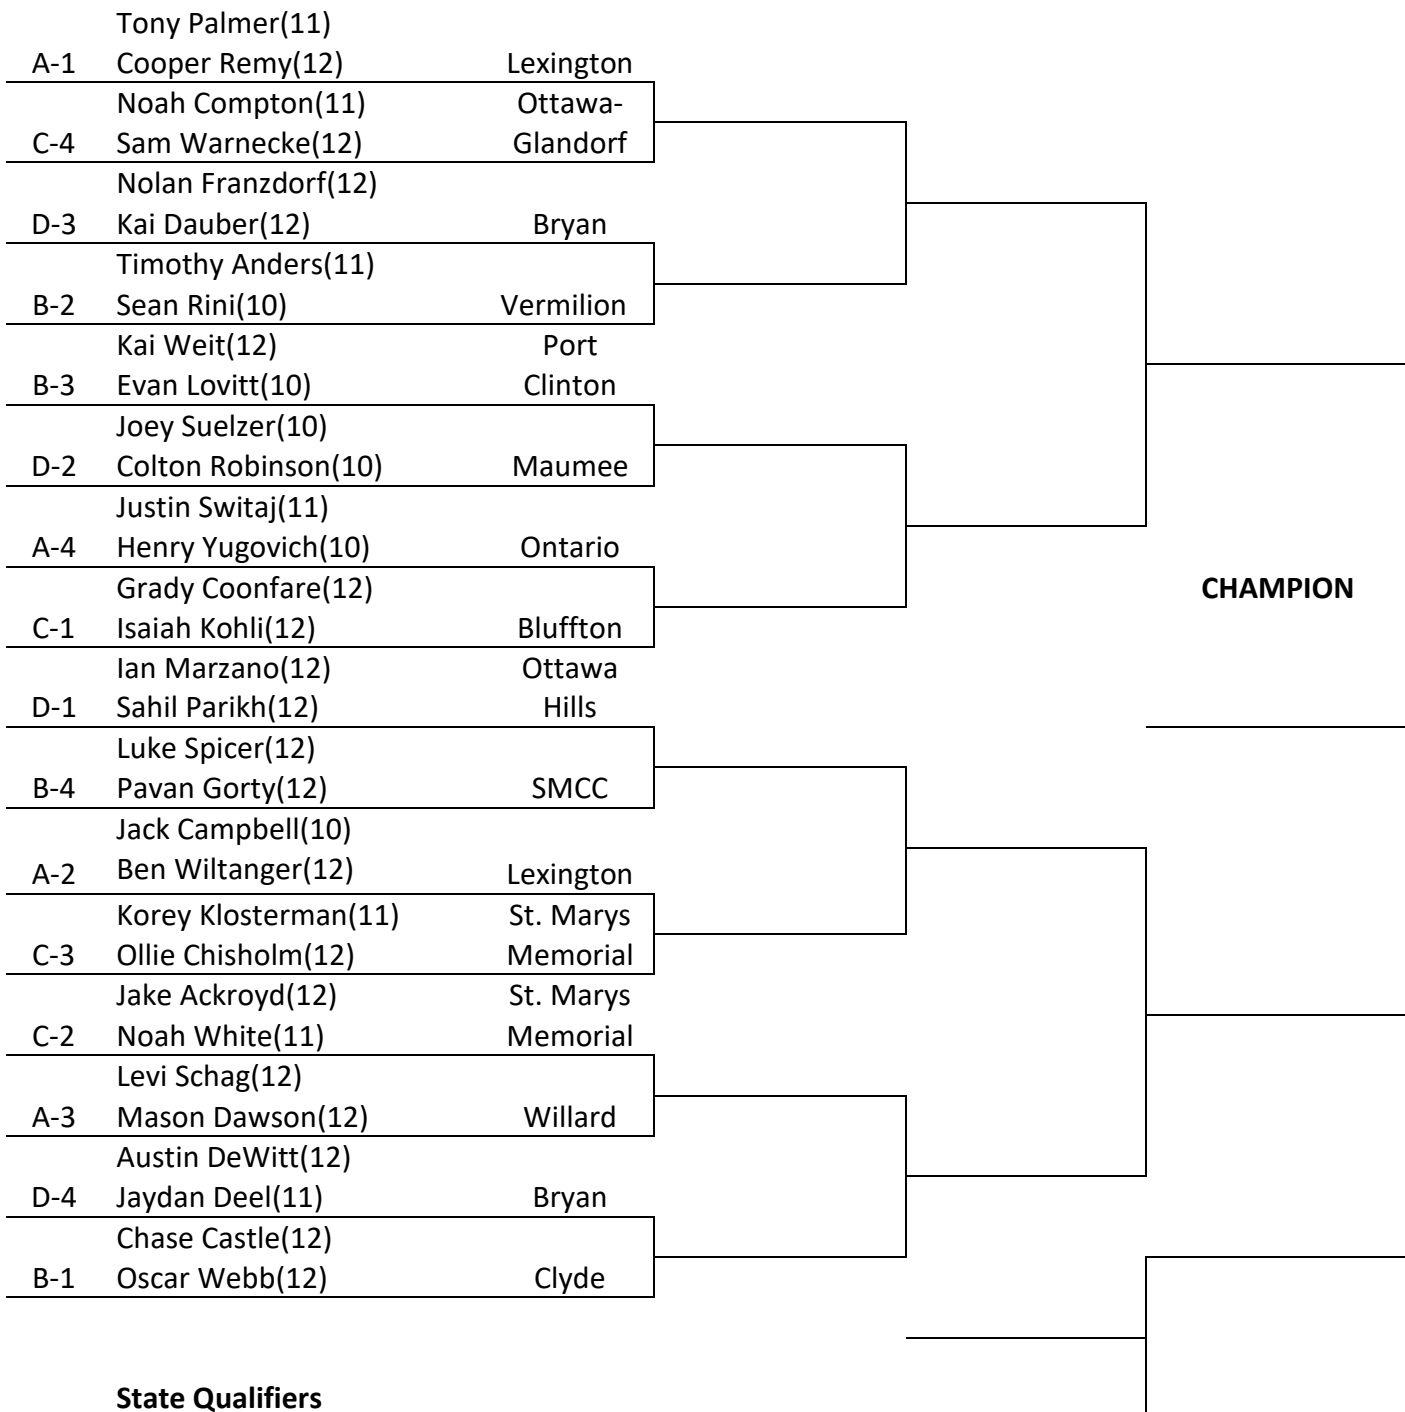 Tony Palmer(11)
A-1 Cooper Remy(12) Lexington
Noah Compton(11) Ottawa-
C-4 Sam Warnecke(12) Glandorf
Nolan Franzdorf(12)
D-3 Kai Dauber(12) Bryan
Timothy Anders(11)
B-2 Sean Rini(10) Vermilion
Kai Weit(12) Port
B-3 Evan Lovitt(10) Clinton
Joey Suelzer(10)
D-2 Colton Robinson(10) Maumee
Justin Switaj(11)
A-4 Henry Yugovich(10) Ontario
Grady Coonfare(12) CHAMPION
C-1 Isaiah Kohli(12) Bluffton
Ian Marzano(12) Ottawa
D-1 Sahil Parikh(12) Hills
Luke Spicer(12)
B-4 Pavan Gorty(12) SMCC
Jack Campbell(10)
A-2 Ben Wiltanger(12) Lexington
Korey Klosterman(11) St. Marys
C-3 Ollie Chisholm(12) Memorial
Jake Ackroyd(12) St. Marys
C-2 Noah White(11) Memorial
Levi Schag(12)
A-3 Mason Dawson(12) Willard
Austin DeWitt(12)
D-4 Jaydan Deel(11) Bryan
Chase Castle(12)
B-1 Oscar Webb(12) Clyde
State Qualifiers